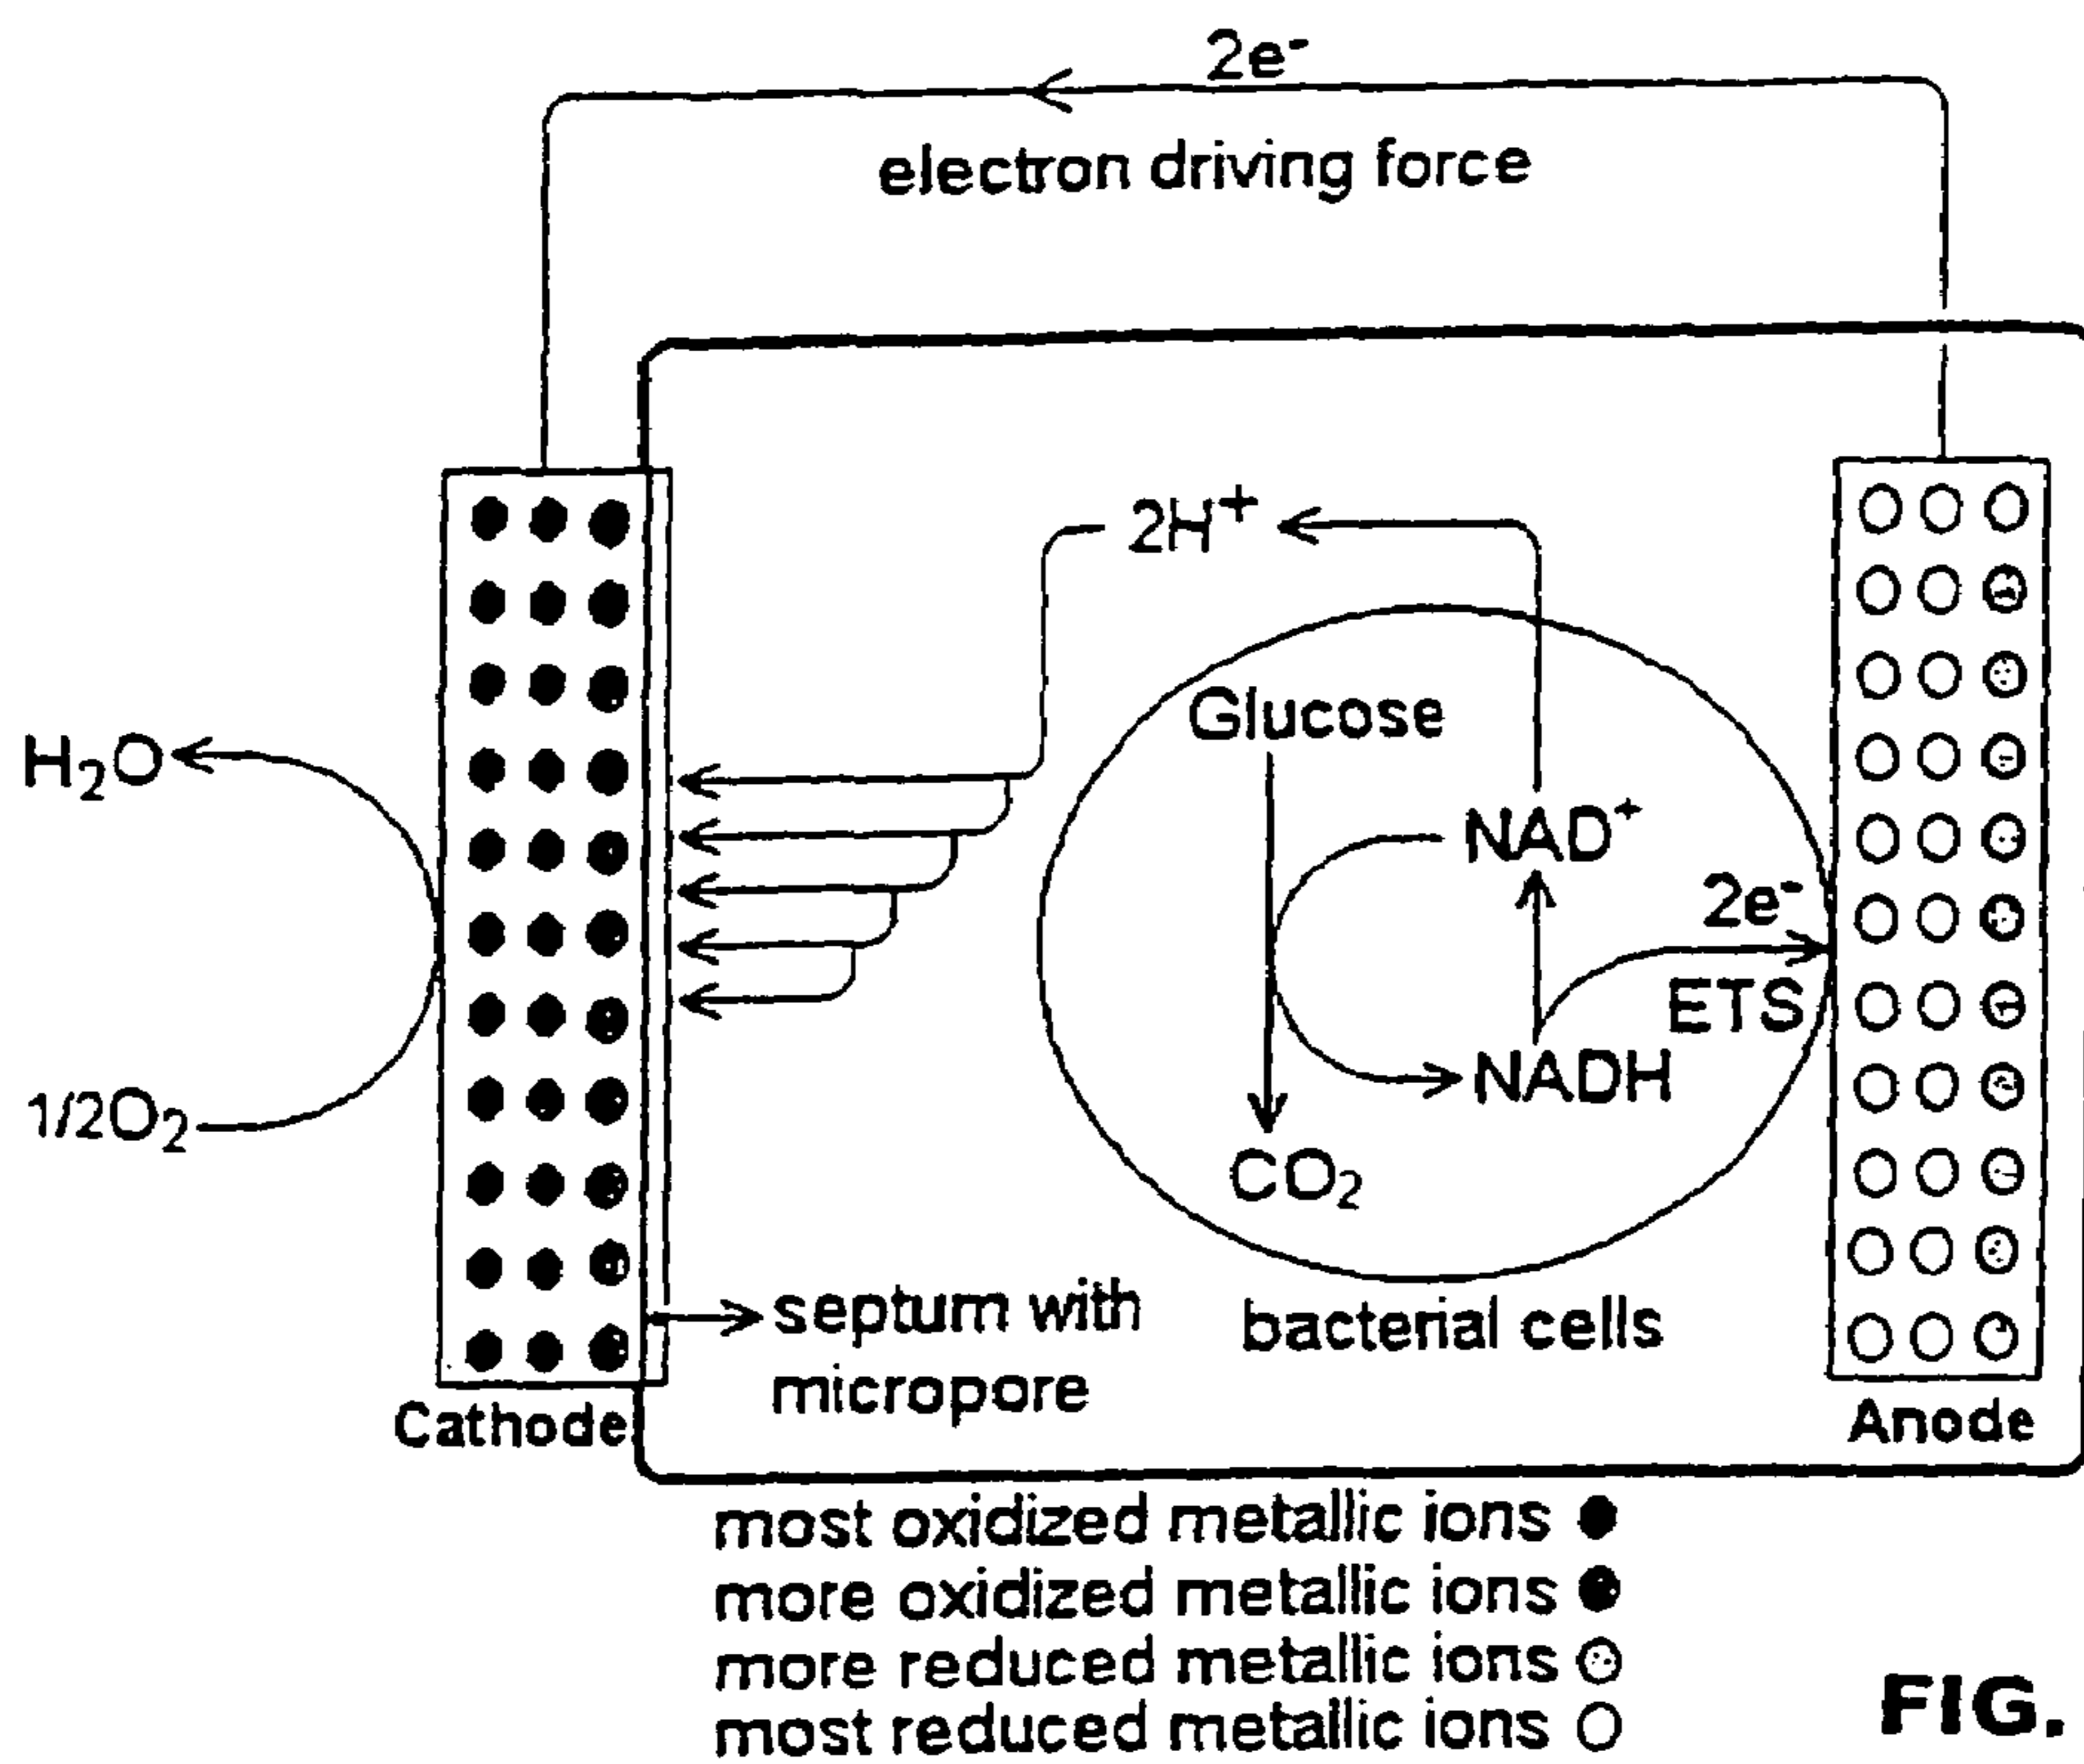 2e⁻
electron driving force
2H⁺
Glucose
H₂O
NAD⁺
2e⁻
ETS
NADH
1/2O₂
CO₂
septum with
micropore
bacterial cells
Cathode
Anode
most oxidized metallic ions
more oxidized metallic ions
more reduced metallic ions
most reduced metallic ions
FIG.